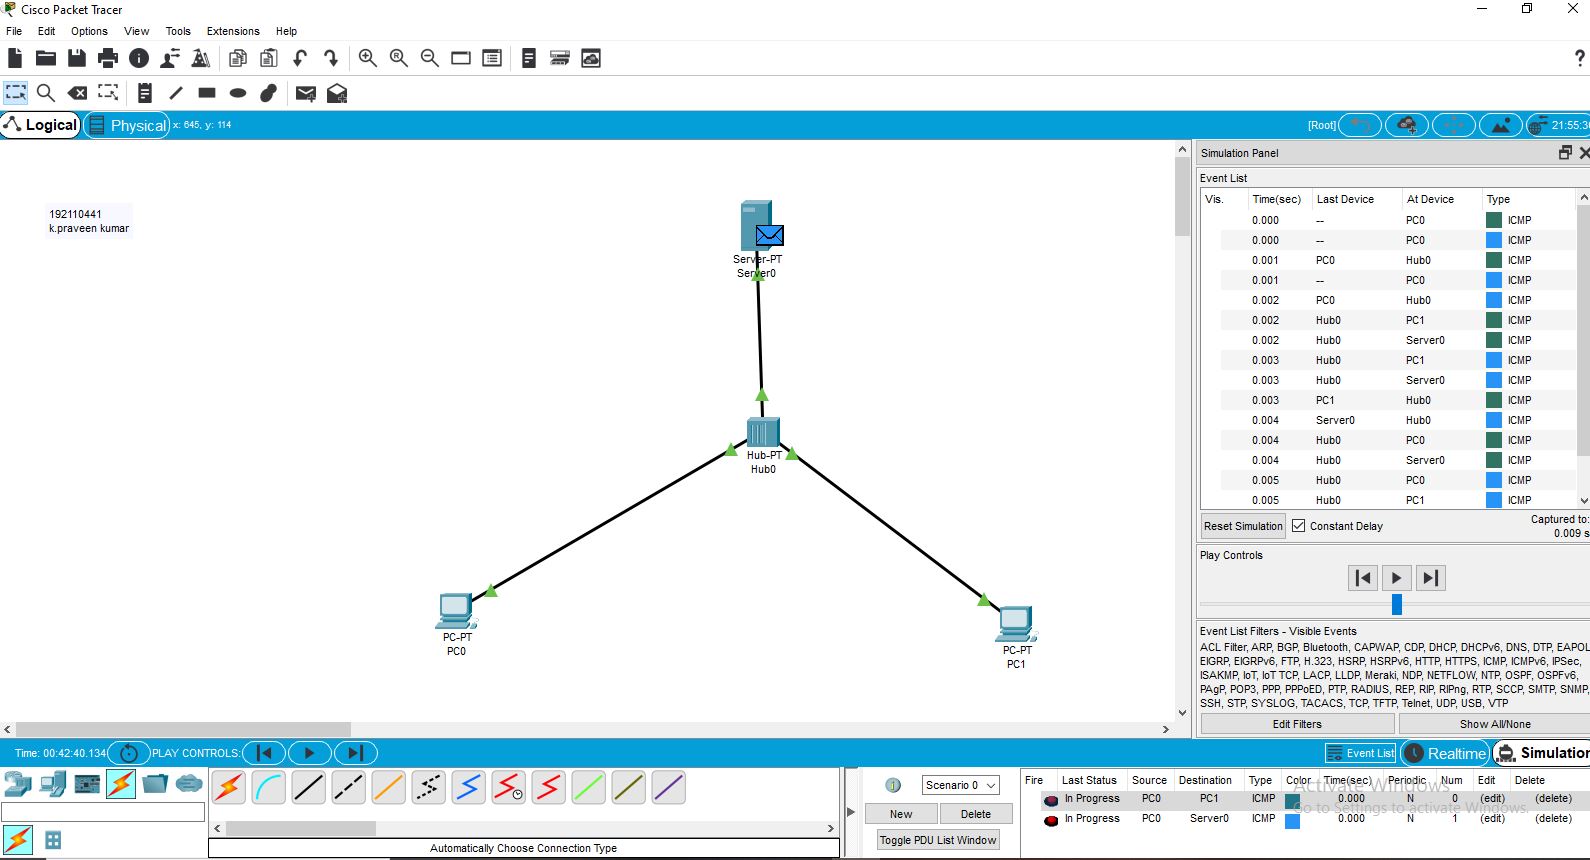 Cisco Packet Tracer
File Edit Options View Tools Extensions Help
Logical Physical x: 645, y: 114 [Root] 21:55:3
192110441
k.praveen kumar
Server-PT
Server0
Hub-PT
Hub0
PC-PT
PC0
PC-PT
PC1
Simulation Panel
Event List
Vis. Time(sec) Last Device At Device Type
0.000 -- PC0 ICMP
0.000 -- PC0 ICMP
0.001 PC0 Hub0 ICMP
0.001 -- PC0 ICMP
0.002 PC0 Hub0 ICMP
0.002 Hub0 PC1 ICMP
0.002 Hub0 Server0 ICMP
0.003 Hub0 PC1 ICMP
0.003 Hub0 Server0 ICMP
0.003 PC1 Hub0 ICMP
0.004 Server0 Hub0 ICMP
0.004 Hub0 PC0 ICMP
0.004 Hub0 Server0 ICMP
0.005 Hub0 PC0 ICMP
0.005 Hub0 PC1 ICMP
Reset Simulation Constant Delay Captured to:
0.009 s
Play Controls
Event List Filters - Visible Events
ACL Filter, ARP, BGP, Bluetooth, CAPWAP, CDP, DHCP, DHCPv6, DNS, DTP, EAPOL
EIGRP, EIGRPv6, FTP, H.323, HSRP, HSRPv6, HTTP, HTTPS, ICMP, ICMPv6, IPSec,
ISAKMP, IoT, IoT TCP, LACP, LLDP, Meraki, NDP, NETFLOW, NTP, OSPF, OSPFv6,
PAgP, POP3, PPP, PPPoED, PTP, RADIUS, REP, RIP, RIPng, RTP, SCCP, SMTP, SNMP,
SSH, STP, SYSLOG, TACACS, TCP, TFTP, Telnet, UDP, USB, VTP
Edit Filters Show All/None
Time: 00:42:40.134 PLAY CONTROLS: Event List Realtime Simulation
Automatically Choose Connection Type
Scenario 0
New Delete
Toggle PDU List Window
Fire Last Status Source Destination Type Color Time(sec) Periodic Num Edit Delete
In Progress PC0 PC1 ICMP 0.000 N 0 (edit) (delete)
In Progress PC0 Server0 ICMP 0.000 N 1 (edit) (delete)
Activate Windows
Go to Settings to activate Windows.